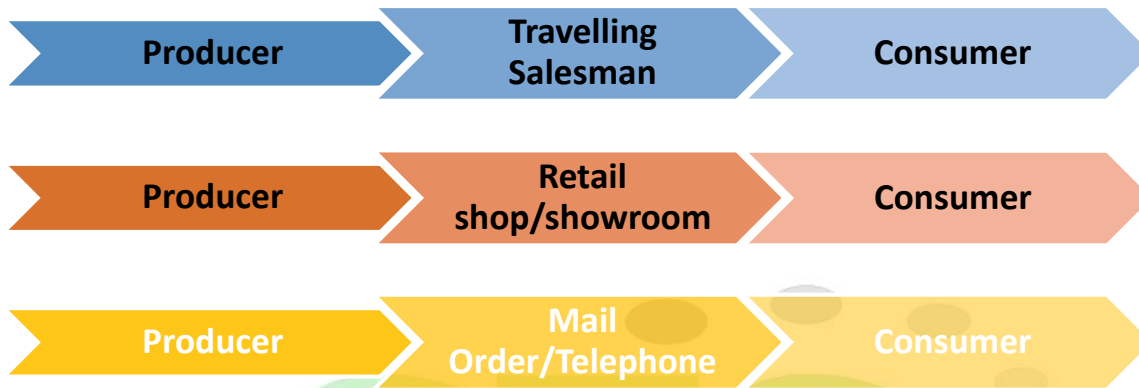 Producer
Travelling
Salesman
Consumer
Producer
Retail
shop/showroom
Consumer
Producer
Mail
Order/Telephone
Consumer